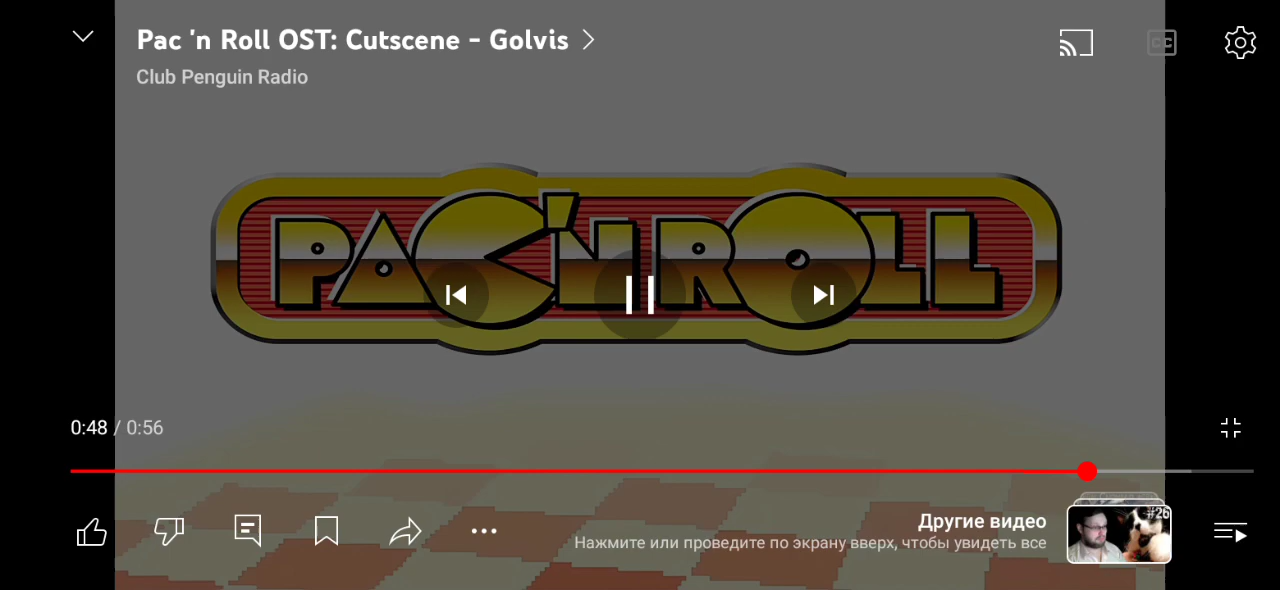 Pac 'n Roll OST: Cutscene - Golvis
Club Penguin Radio
CC
PAC'N ROLL
0:48 / 0:56
Другие видео
Нажмите или проведите по экрану вверх, чтобы увидеть все
#26